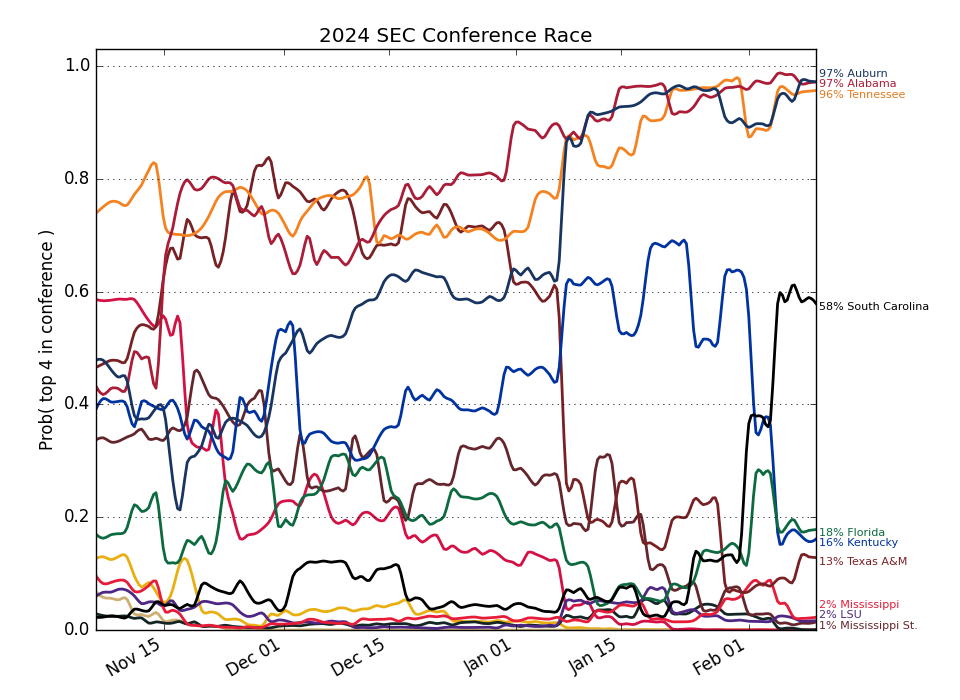 2024 SEC Conference Race
Prob( top 4 in conference )
1.0
0.8
0.6
0.4
0.2
0.0
Nov 15
Dec 01
Dec 15
Jan 01
Jan 15
Feb 01
97% Auburn
97% Alabama
96% Tennessee
58% South Carolina
18% Florida
16% Kentucky
13% Texas A&M
2% Mississippi
2% LSU
1% Mississippi St.